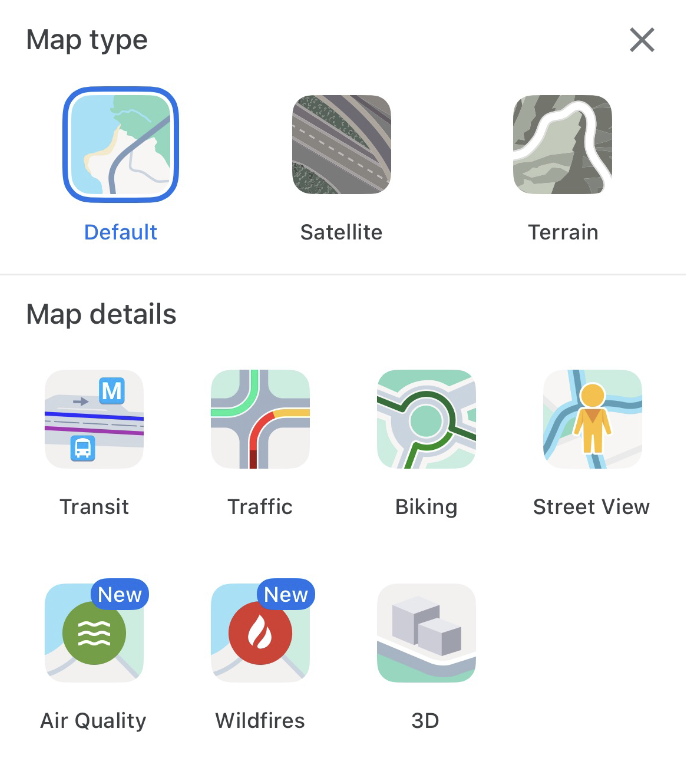 Map type
Default
Satellite
Terrain
Map details
M
Transit
Traffic
Biking
Street View
New
New
Air Quality
Wildfires
3D